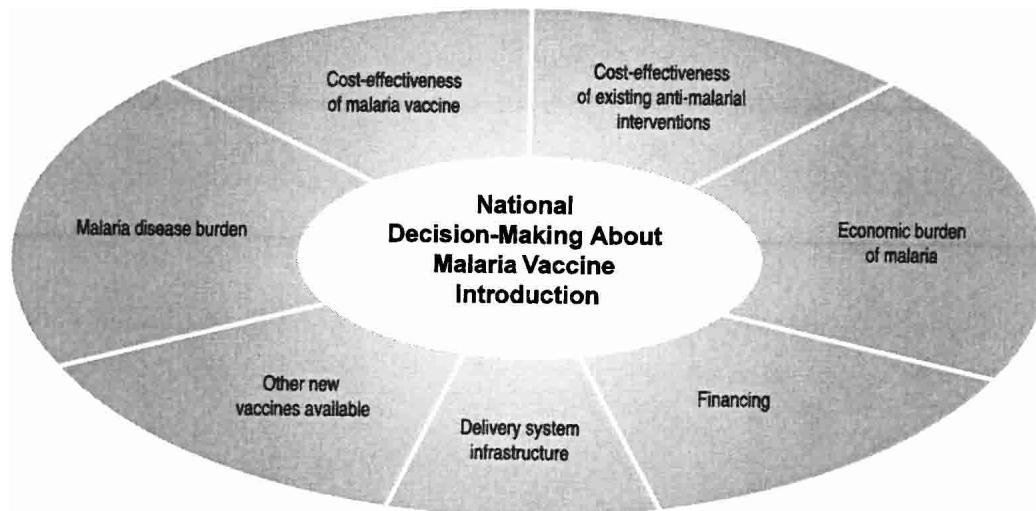 Cost-effectiveness
of malaria vaccine
Cost-effectiveness
of existing anti-malarial
interventions
Malaria disease burden
National
Decision-Making About
Malaria Vaccine
Introduction
Economic burden
of malaria
Other new
vaccines available
Delivery system
infrastructure
Financing